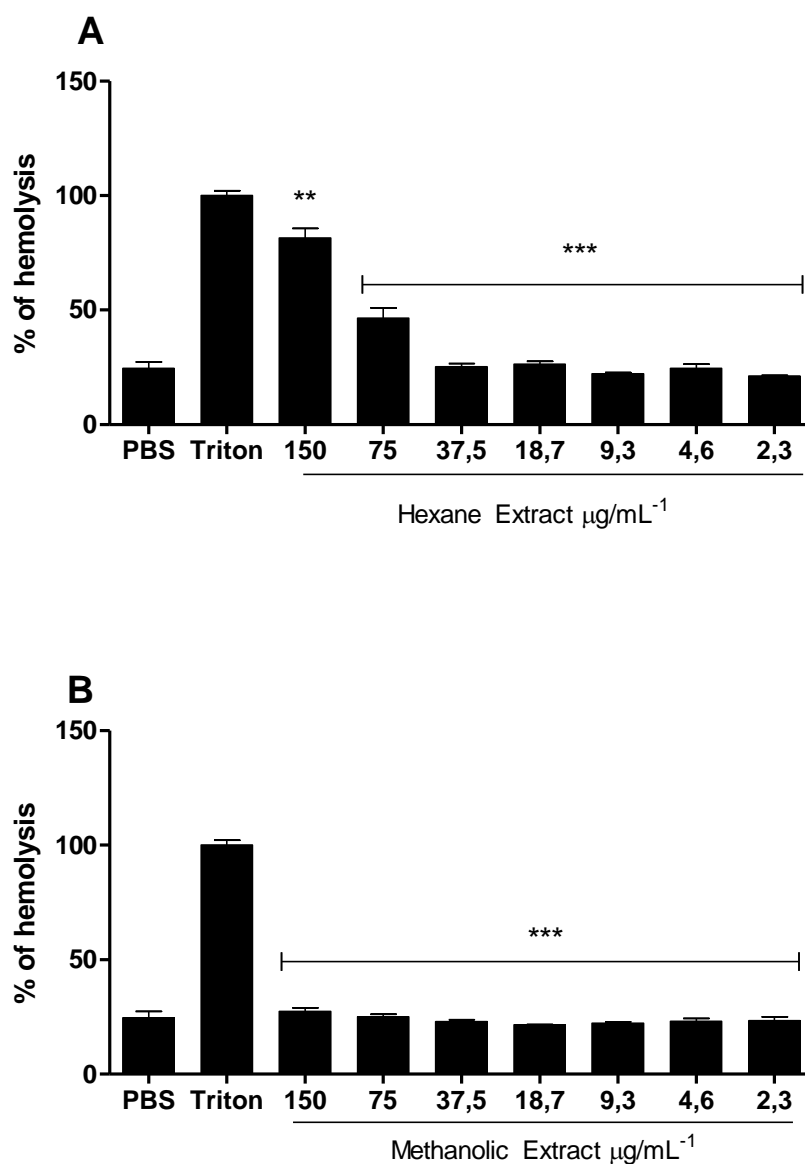 A
150
100
50
0
% of hemolysis
**
***
PBS Triton 150 75 37,5 18,7 9,3 4,6 2,3
Hexane Extract μg/mL⁻¹
B
150
100
50
0
% of hemolysis
***
PBS Triton 150 75 37,5 18,7 9,3 4,6 2,3
Methanolic Extract μg/mL⁻¹